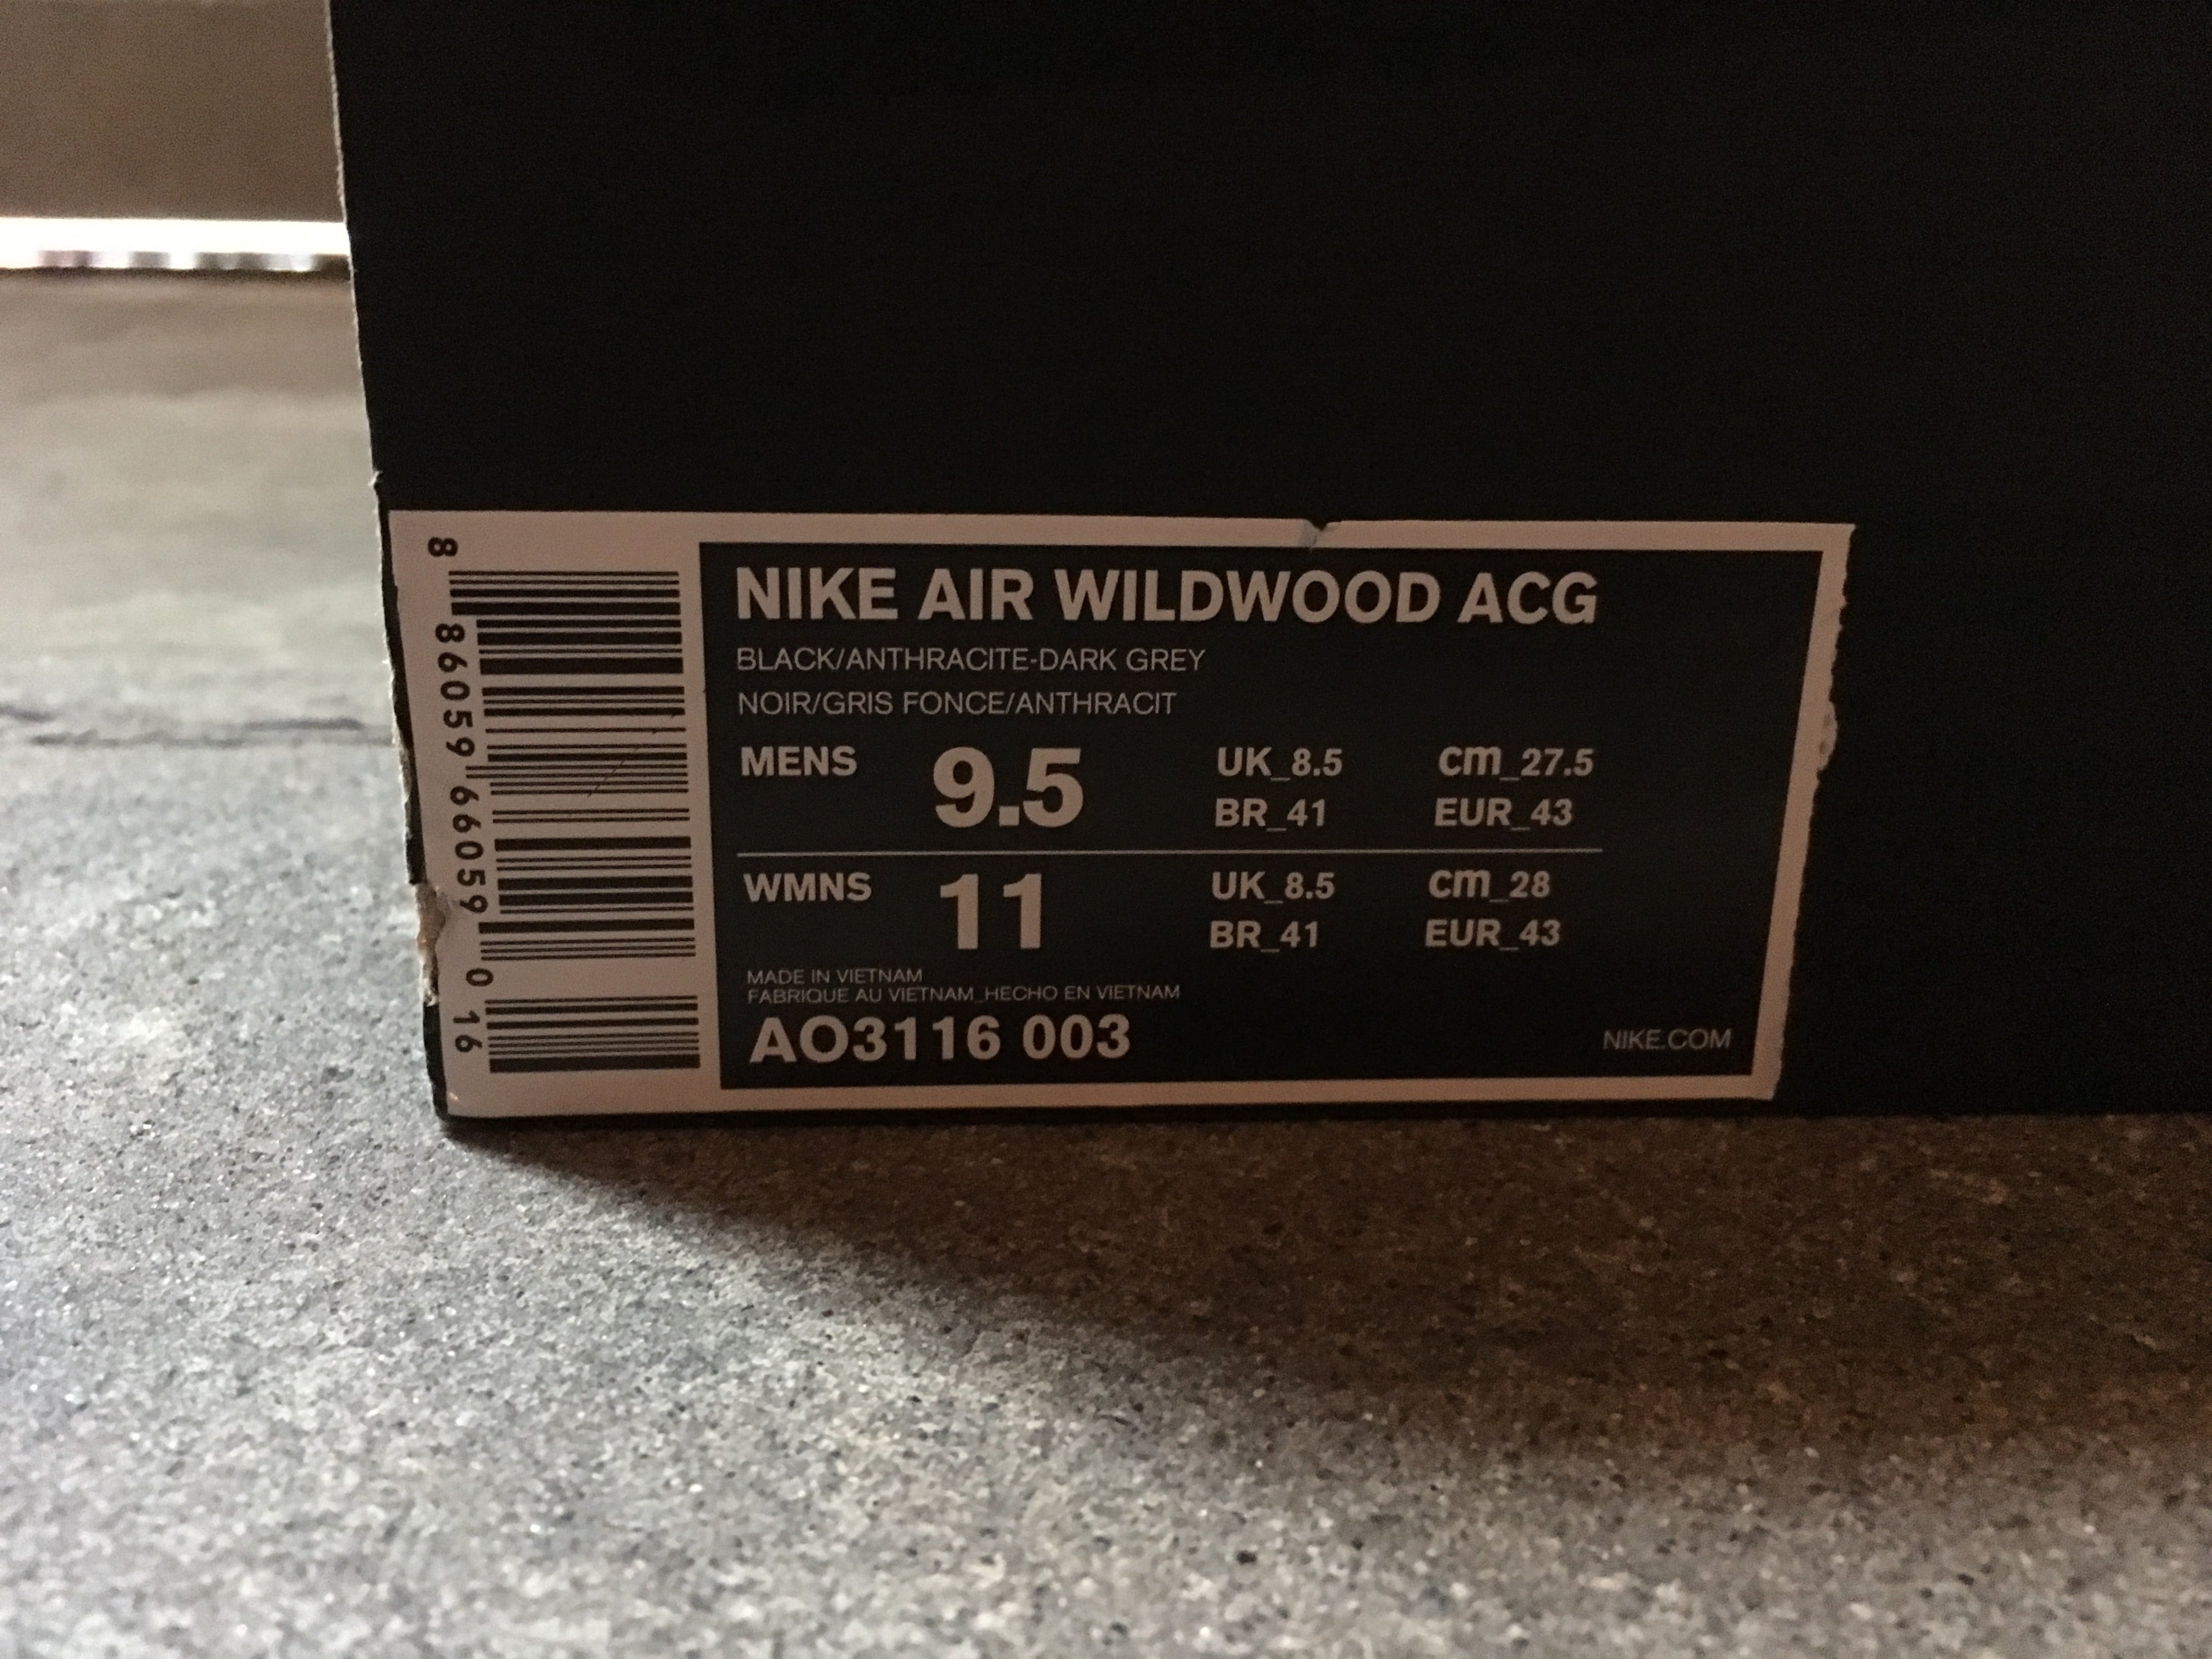 8 86059 66059 0 16
NIKE AIR WILDWOOD ACG
BLACK/ANTHRACITE-DARK GREY
NOIR/GRIS FONCE/ANTHRACIT
MENS 9.5 UK_8.5 cm_27.5
BR_41 EUR_43
WMNS 11 UK_8.5 cm_28
BR_41 EUR_43
MADE IN VIETNAM
FABRIQUE AU VIETNAM_HECHO EN VIETNAM
AO3116 003
NIKE.COM